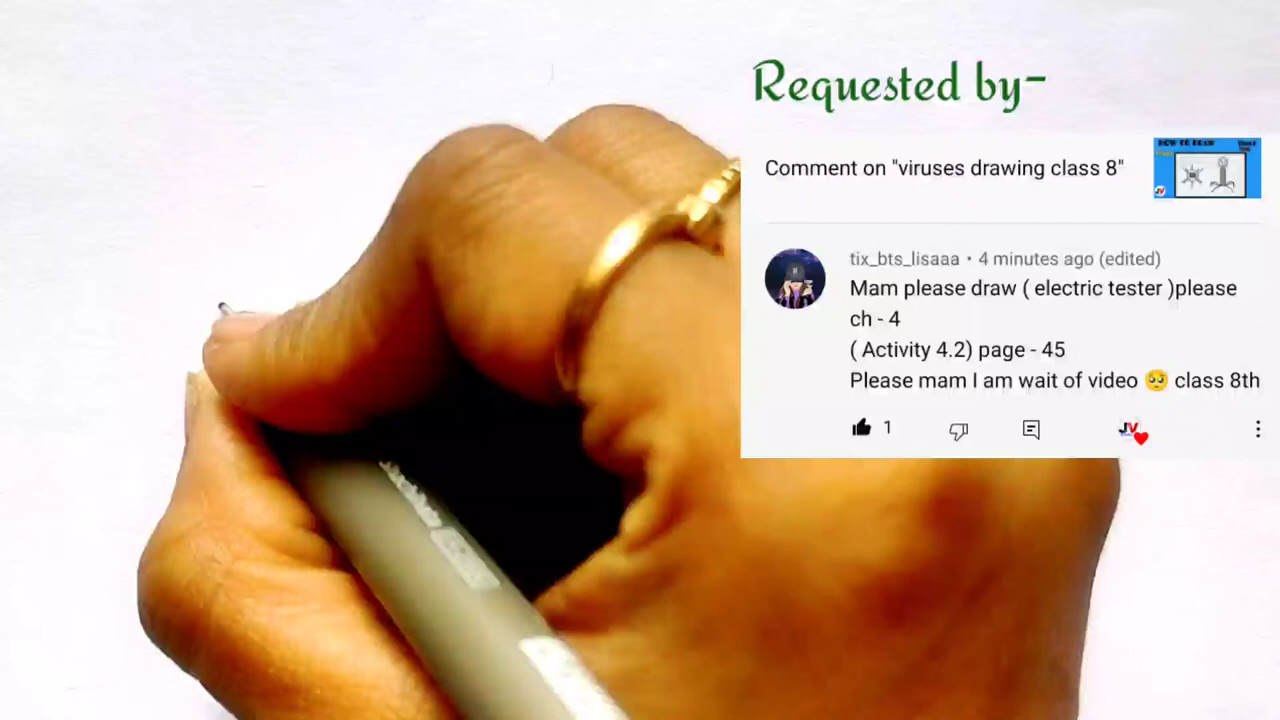 Requested by-
Comment on "viruses drawing class 8"
tix_bts_lisaaa • 4 minutes ago (edited)
Mam please draw ( electric tester )please
ch - 4
( Activity 4.2) page - 45
Please mam I am wait of video 🥺 class 8th
1
JV